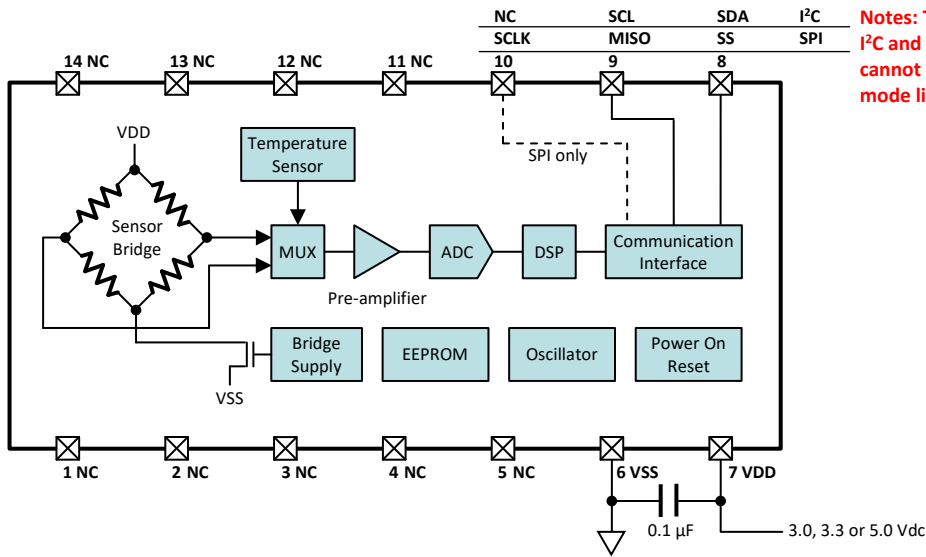 NC SCL SDA I²C
SCLK MISO SS SPI
Notes:
I²C and
cannot
mode
14 NC 13 NC 12 NC 11 NC 10 9 8
VDD
Temperature
Sensor
SPI only
Sensor
Bridge
MUX
ADC
DSP
Communication
Interface
Pre-amplifier
Bridge
Supply
EEPROM
Oscillator
Power On
Reset
VSS
1 NC 2 NC 3 NC 4 NC 5 NC 6 VSS 7 VDD
0.1 µF
3.0, 3.3 or 5.0 Vdc